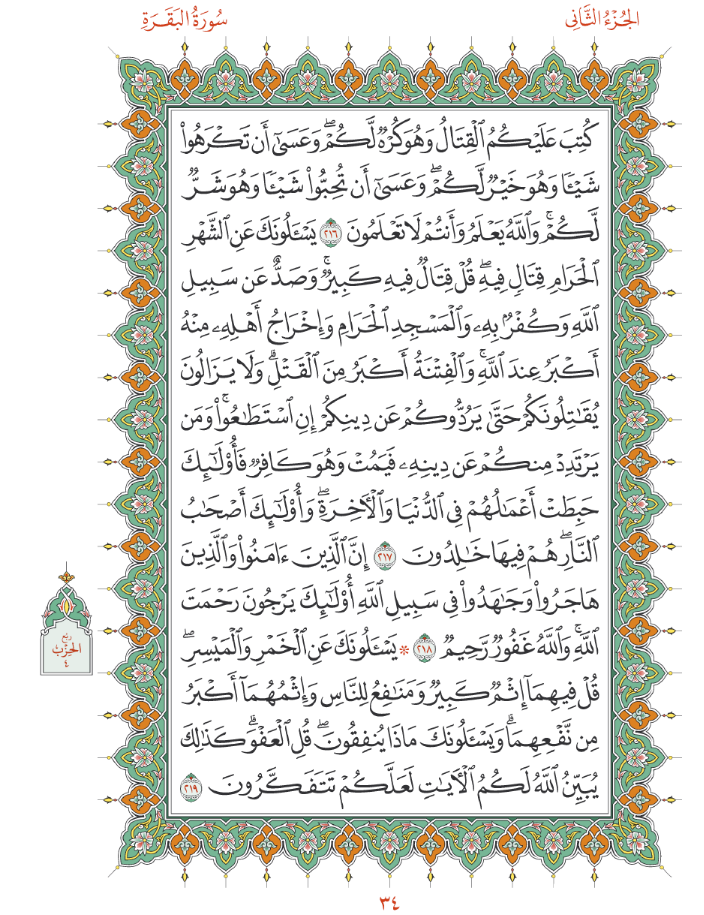 الجُزْءُ الثَّانِي
سُورَةُ البَقَرَةِ
كُتِبَ عَلَيْكُمُ ٱلْقِتَالُ وَهُوَ كُرْهٌ لَّكُمْ ۖ وَعَسَىٰٓ أَن تَكْرَهُوا۟
شَيْـًٔا وَهُوَ خَيْرٌ لَّكُمْ ۖ وَعَسَىٰٓ أَن تُحِبُّوا۟ شَيْـًٔا وَهُوَ شَرٌّ
لَّكُمْ ۗ وَٱللَّهُ يَعْلَمُ وَأَنتُمْ لَا تَعْلَمُونَ ٢١٦ يَسْـَٔلُونَكَ عَنِ ٱلشَّهْرِ
ٱلْحَرَامِ قِتَالٍ فِيهِ ۖ قُلْ قِتَالٌ فِيهِ كَبِيرٌ ۚ وَصَدٌّ عَن سَبِيلِ
ٱللَّهِ وَكُفْرٌۢ بِهِۦ وَٱلْمَسْجِدِ ٱلْحَرَامِ وَإِخْرَاجُ أَهْلِهِۦ مِنْهُ
أَكْبَرُ عِندَ ٱللَّهِ ۚ وَٱلْفِتْنَةُ أَكْبَرُ مِنَ ٱلْقَتْلِ ۗ وَلَا يَزَالُونَ
يُقَـٰتِلُونَكُمْ حَتَّىٰ يَرُدُّوكُمْ عَن دِينِكُمْ إِنِ ٱسْتَطَـٰعُوا۟ ۚ وَمَن
يَرْتَدِدْ مِنكُمْ عَن دِينِهِۦ فَيَمُتْ وَهُوَ كَافِرٌ فَأُو۟لَـٰٓئِكَ
حَبِطَتْ أَعْمَـٰلُهُمْ فِى ٱلدُّنْيَا وَٱلْـَٔاخِرَةِ ۖ وَأُو۟لَـٰٓئِكَ أَصْحَـٰبُ
ٱلنَّارِ ۖ هُمْ فِيهَا خَـٰلِدُونَ ٢١٧ إِنَّ ٱلَّذِينَ ءَامَنُوا۟ وَٱلَّذِينَ
هَاجَرُوا۟ وَجَـٰهَدُوا۟ فِى سَبِيلِ ٱللَّهِ أُو۟لَـٰٓئِكَ يَرْجُونَ رَحْمَتَ
ٱللَّهِ ۚ وَٱللَّهُ غَفُورٌ رَّحِيمٌ ٢١٨ * يَسْـَٔلُونَكَ عَنِ ٱلْخَمْرِ وَٱلْمَيْسِرِ ۖ
قُلْ فِيهِمَآ إِثْمٌ كَبِيرٌ وَمَنَـٰفِعُ لِلنَّاسِ وَإِثْمُهُمَآ أَكْبَرُ
مِن نَّفْعِهِمَا ۗ وَيَسْـَٔلُونَكَ مَاذَا يُنفِقُونَ ۖ قُلِ ٱلْعَفْوَ ۗ كَذَٰلِكَ
يُبَيِّنُ ٱللَّهُ لَكُمُ ٱلْـَٔايَـٰتِ لَعَلَّكُمْ تَتَفَكَّرُونَ ٢١٩
ربع
الحزب
٤
٣٤